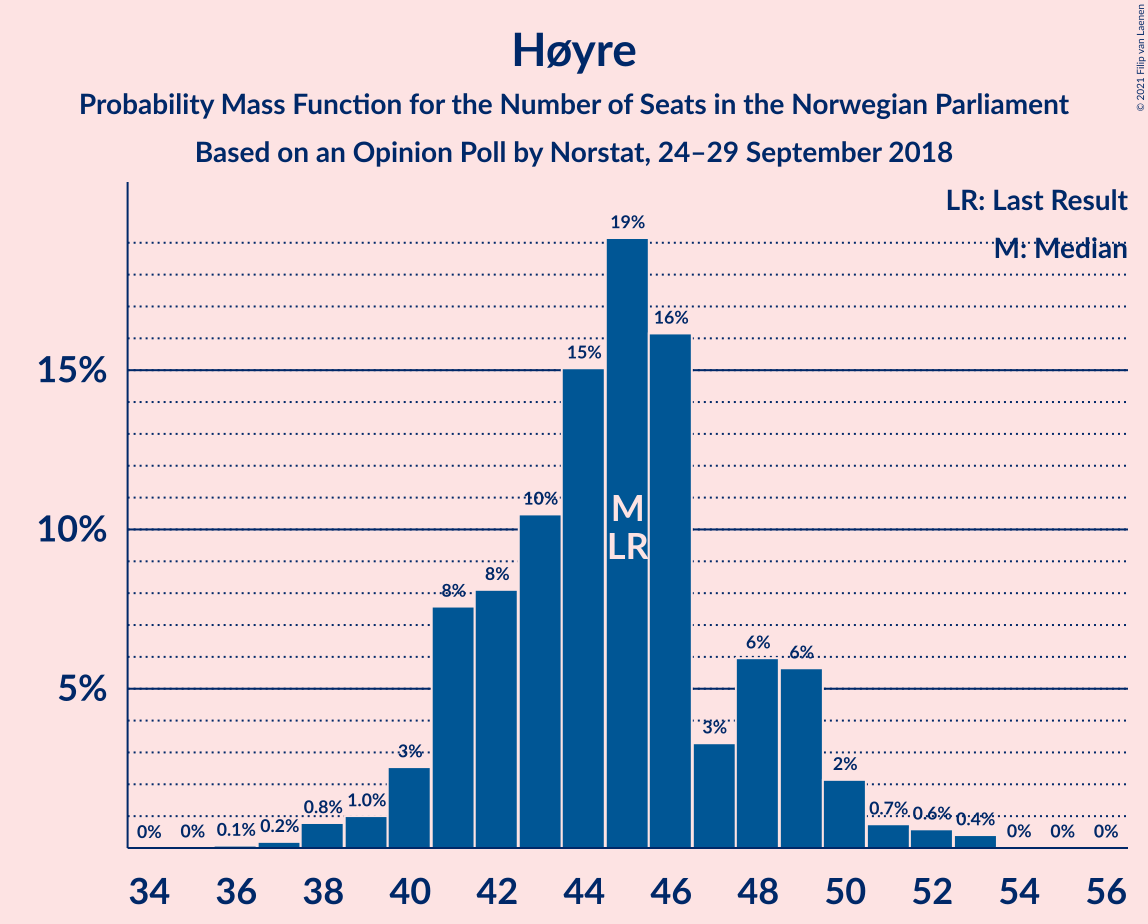 Høyre
Probability Mass Function for the Number of Seats in the Norwegian Parliament
Based on an Opinion Poll by Norstat, 24–29 September 2018
© 2021 Filip van Laenen
LR: Last Result
M: Median
19%
16%
15%
15%
10%
M
LR
10%
8%
8%
6%
6%
5%
3%
3%
2%
0% 0% 0.1% 0.2% 0.8% 1.0% 0.7% 0.6% 0.4% 0% 0% 0%
34 36 38 40 42 44 46 48 50 52 54 56